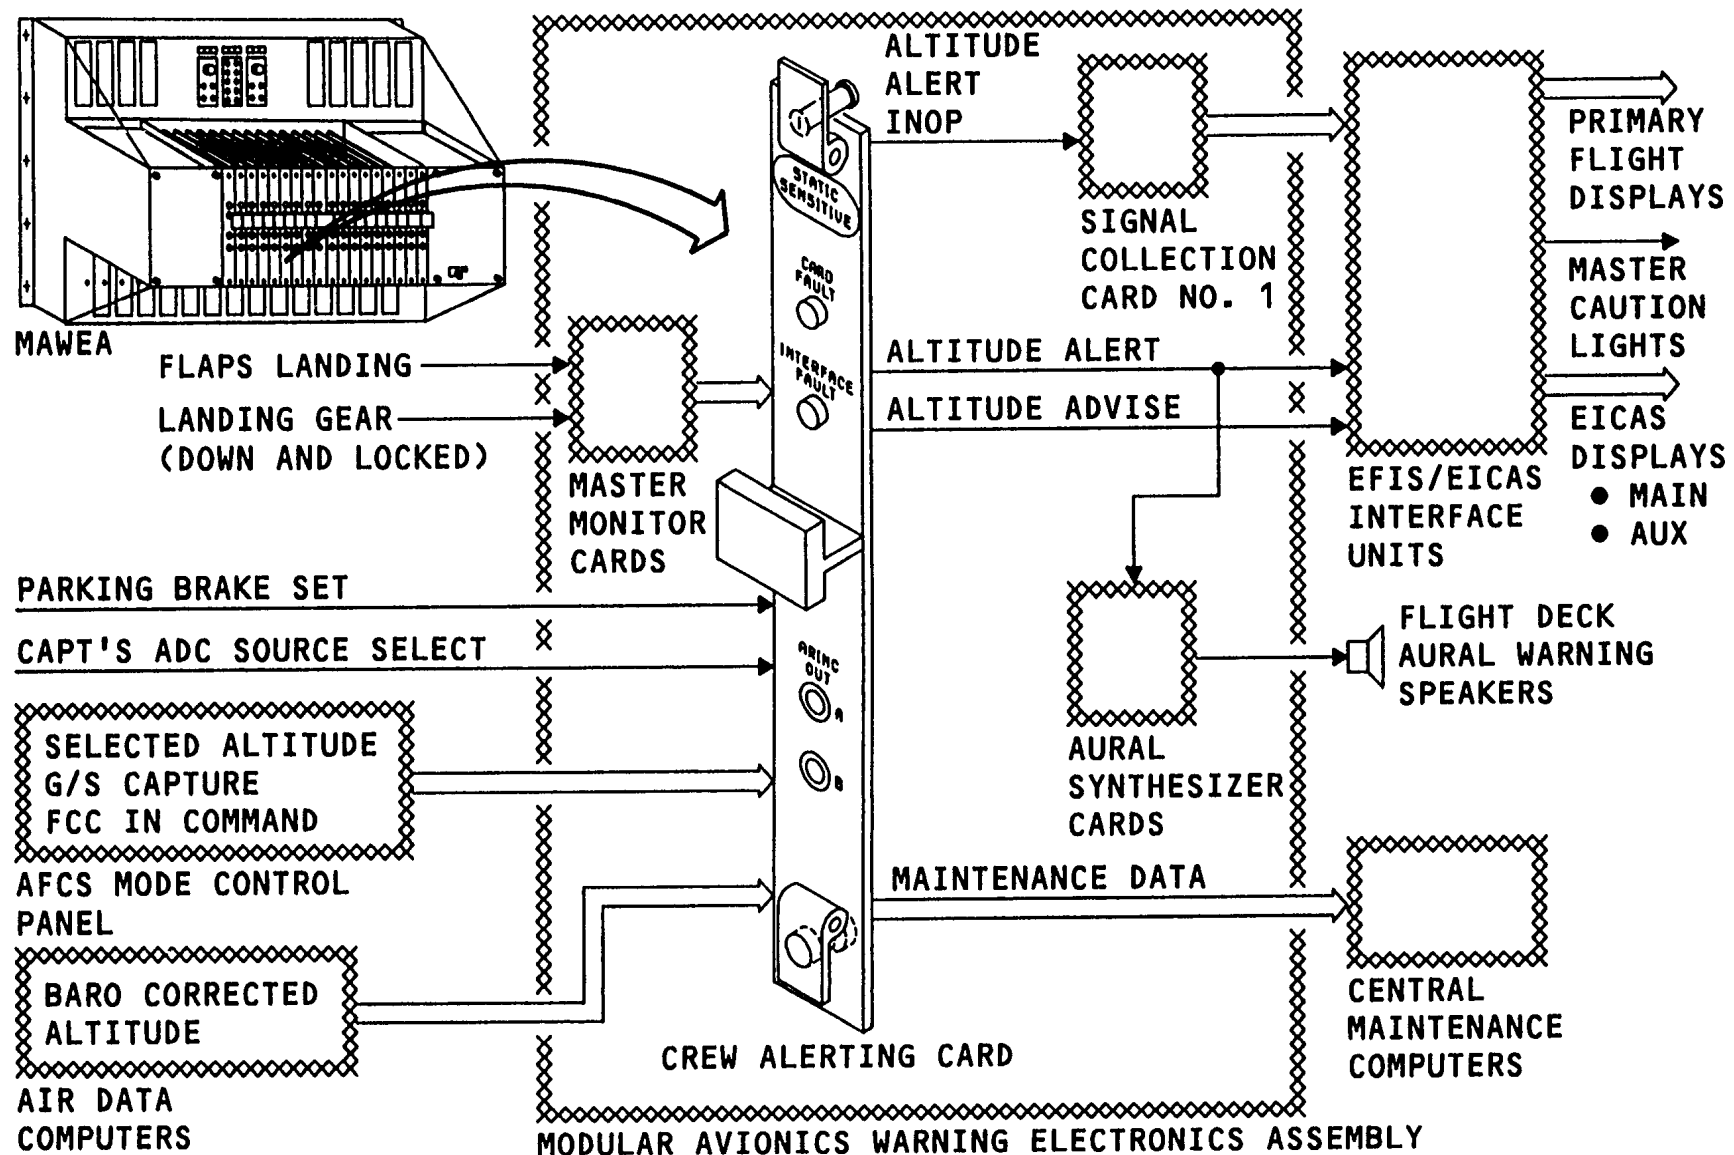 MAWEA
FLAPS LANDING
LANDING GEAR
(DOWN AND LOCKED)
MASTER
MONITOR
CARDS
PARKING BRAKE SET
CAPT'S ADC SOURCE SELECT
SELECTED ALTITUDE
G/S CAPTURE
FCC IN COMMAND
AFCS MODE CONTROL
PANEL
BARO CORRECTED
ALTITUDE
AIR DATA
COMPUTERS
STATIC
SENSITIVE
CARD
FAULT
INTERFACE
FAULT
ARINC
OUT
A
B
CREW ALERTING CARD
ALTITUDE
ALERT
INOP
SIGNAL
COLLECTION
CARD NO. 1
ALTITUDE ALERT
ALTITUDE ADVISE
AURAL
SYNTHESIZER
CARDS
MAINTENANCE DATA
PRIMARY
FLIGHT
DISPLAYS
MASTER
CAUTION
LIGHTS
EICAS
DISPLAYS
● MAIN
● AUX
EFIS/EICAS
INTERFACE
UNITS
FLIGHT DECK
AURAL WARNING
SPEAKERS
CENTRAL
MAINTENANCE
COMPUTERS
MODULAR AVIONICS WARNING ELECTRONICS ASSEMBLY